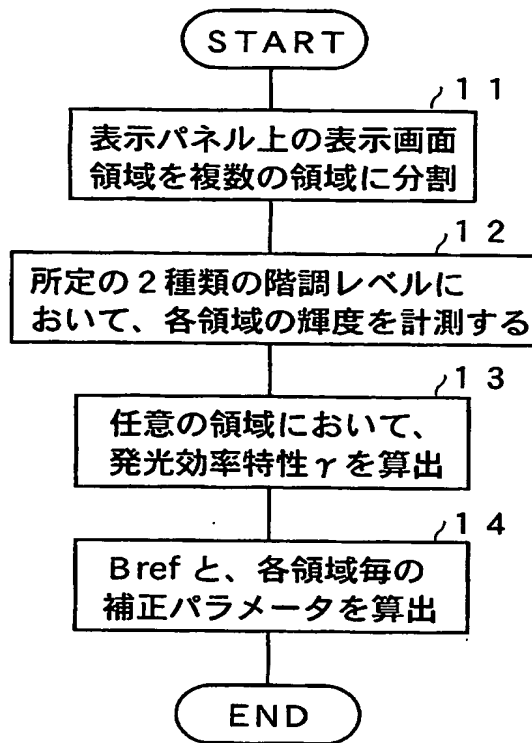 START
11
表示パネル上の表示画面
領域を複数の領域に分割
12
所定の2種類の階調レベルに
おいて、各領域の輝度を計測する
13
任意の領域において、
発光効率特性γを算出
14
Brefと、各領域毎の
補正パラメータを算出
END